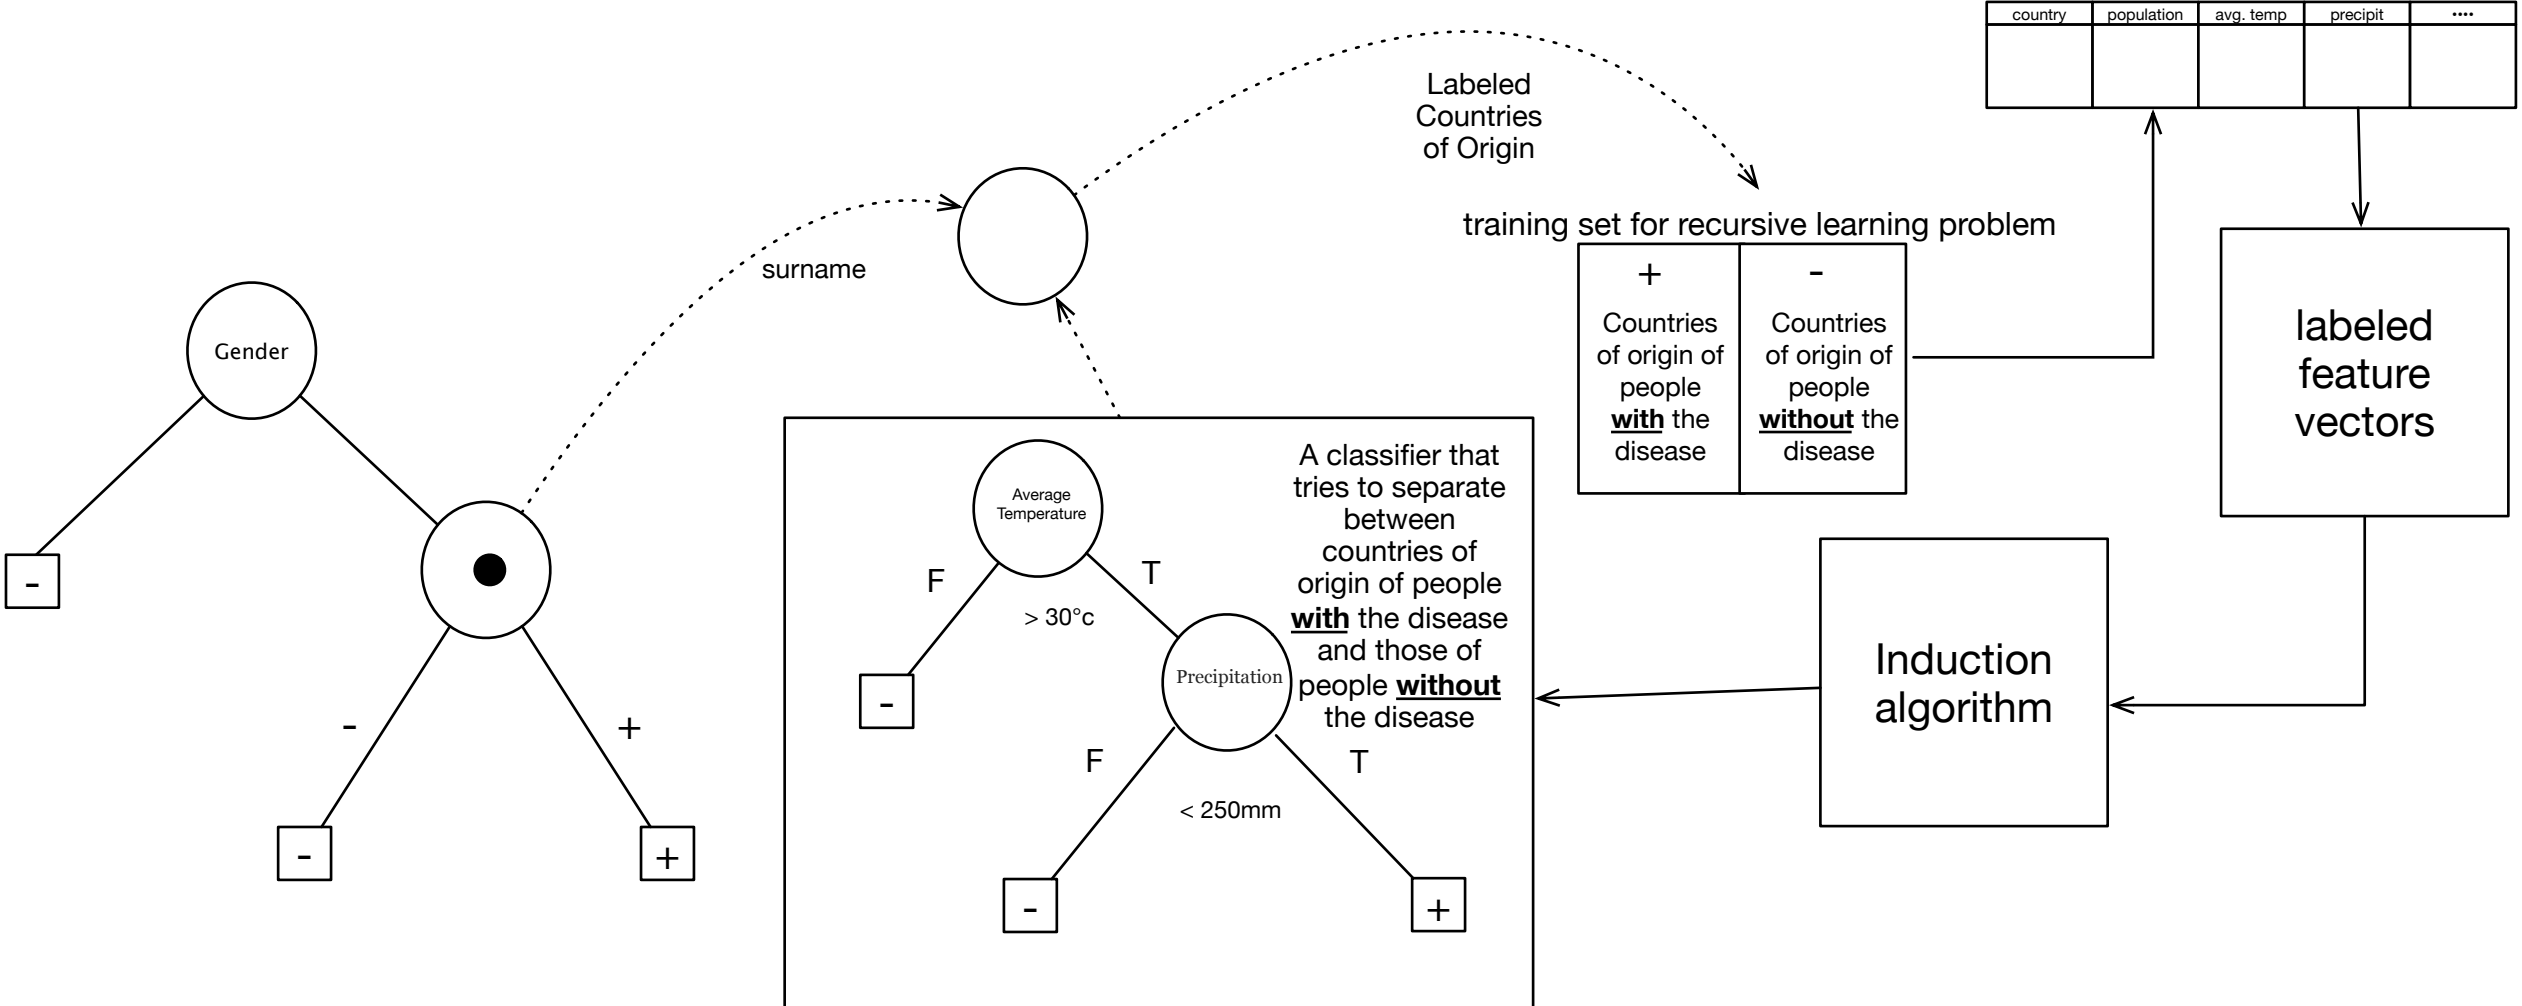 country
population
avg. temp
precipit
....
Labeled
Countries
of Origin
training set for recursive learning problem
surname
Gender
+
Countries
of origin of
people
with the
disease
-
Countries
of origin of
people
without the
disease
labeled
feature
vectors
Average
Temperature
A classifier that
tries to separate
between
countries of
origin of people
with the disease
and those of
people without
the disease
F
T
> 30°c
-
-
Precipitation
Induction
algorithm
-
+
F
T
< 250mm
-
+
-
+